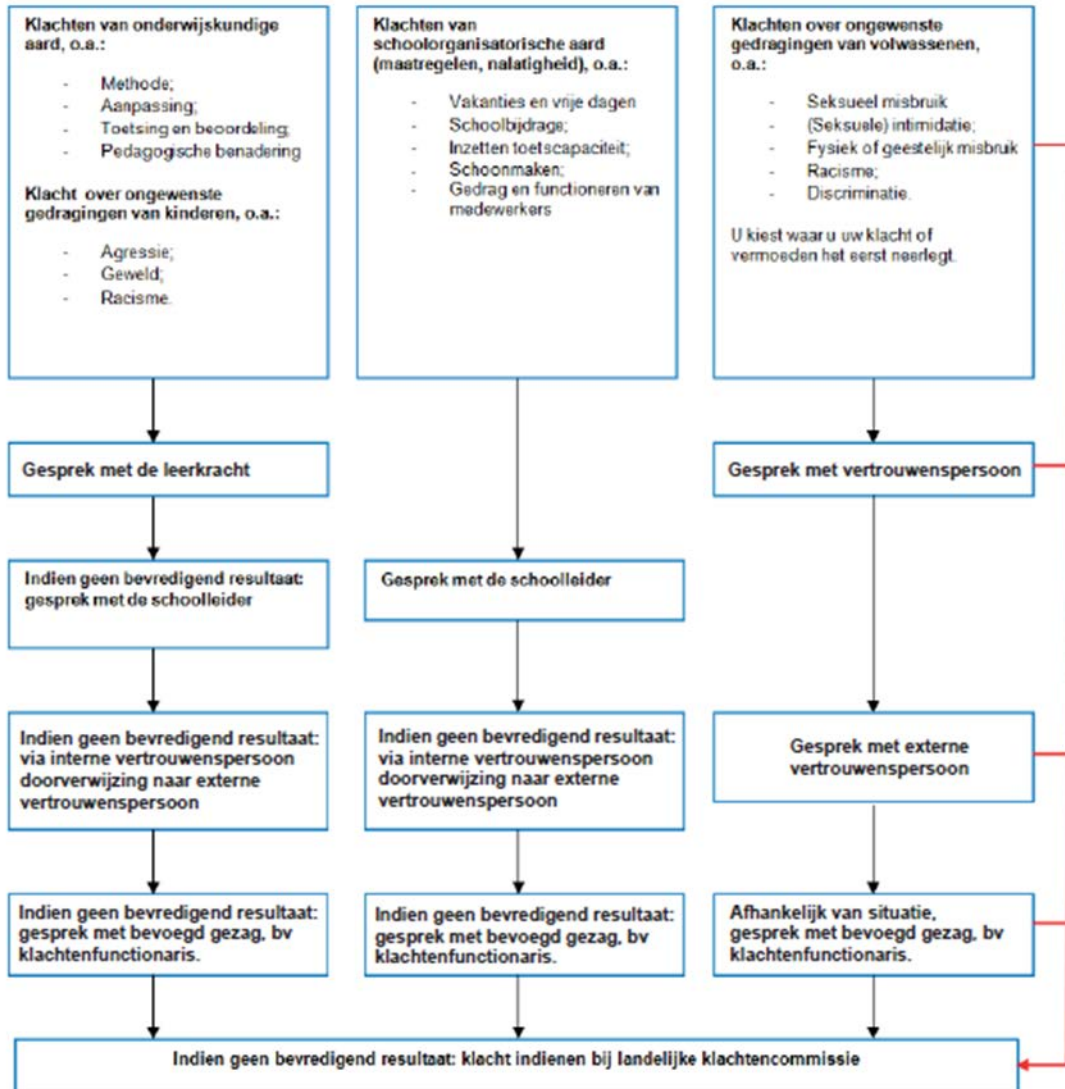 Klachten van onderwijskundige
aard, o.a.:
- Methode;
- Aanpassing;
- Toetsing en beoordeling;
- Pedagogische benadering
Klacht over ongewenste
gedragingen van kinderen, o.a.:
- Agressie;
- Geweld;
- Racisme.
Klachten van
schoolorganisatorische aard
(maatregelen, nalatigheid), o.a.:
- Vakanties en vrije dagen
- Schoolbijdrage;
- Inzetten toetscapaciteit;
- Schoonmaken;
- Gedrag en functioneren van
medewerkers
Klachten over ongewenste
gedragingen van volwassenen,
o.a.:
- Seksueel misbruik
- (Seksuele) intimidatie;
- Fysiek of geestelijk misbruik
- Racisme;
- Discriminatie.
U kiest waar u uw klacht of
vermoeden het eerst neerlegt.
Gesprek met de leerkracht
Gesprek met vertrouwenspersoon
Indien geen bevredigend resultaat:
gesprek met de schoolleider
Gesprek met de schoolleider
Indien geen bevredigend resultaat:
via interne vertrouwenspersoon
doorverwijzing naar externe
vertrouwenspersoon
Indien geen bevredigend resultaat:
via interne vertrouwenspersoon
doorverwijzing naar externe
vertrouwenspersoon
Gesprek met externe
vertrouwenspersoon
Indien geen bevredigend resultaat:
gesprek met bevoegd gezag, bv
klachtenfunctionaris.
Indien geen bevredigend resultaat:
gesprek met bevoegd gezag, bv
klachtenfunctionaris.
Afhankelijk van situatie,
gesprek met bevoegd gezag, bv
klachtenfunctionaris.
Indien geen bevredigend resultaat: klacht indienen bij landelijke klachtencommissie